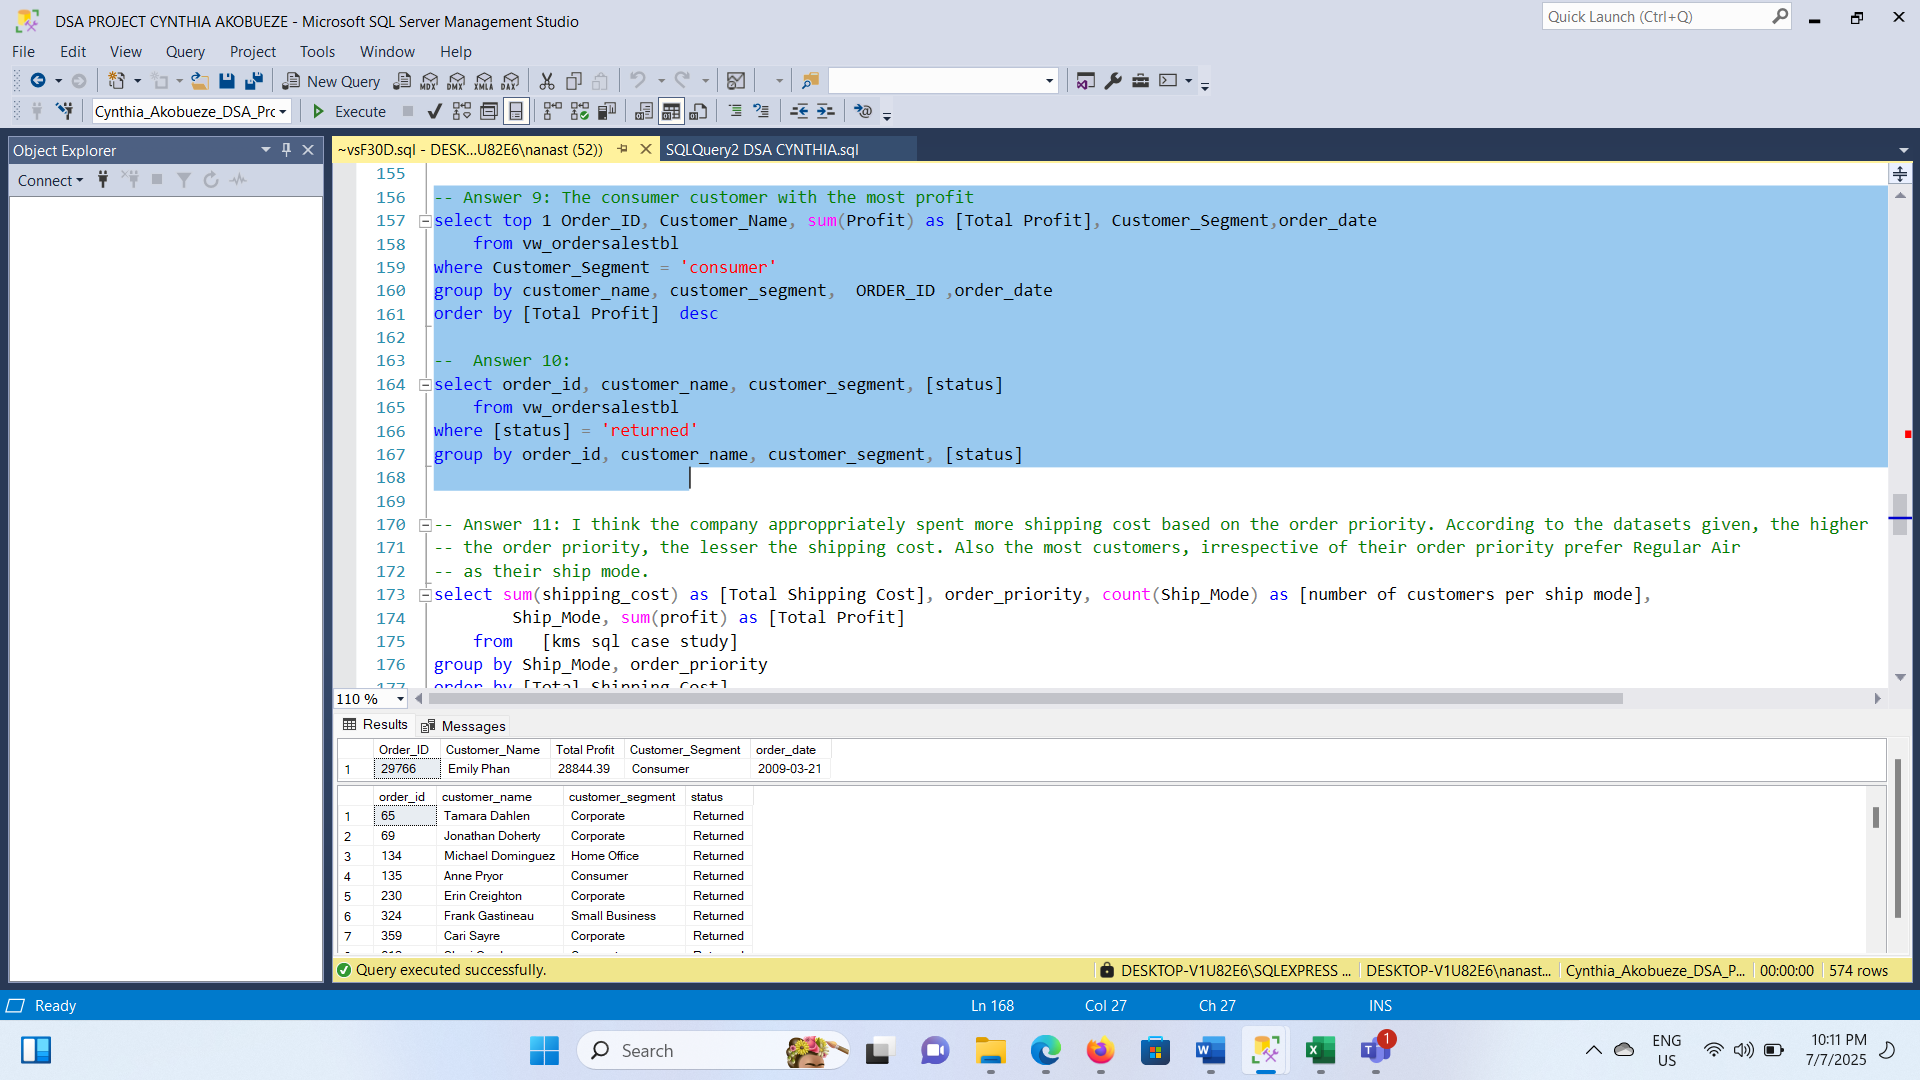 DSA PROJECT CYNTHIA AKOBUEZE - Microsoft SQL Server Management Studio
Quick Launch (Ctrl+Q)
File Edit View Query Project Tools Window Help
New Query MDX DMX XMLA DAX
Cynthia_Akobueze_DSA_Prc Execute
Object Explorer
Connect
~vsF30D.sql - DESK...U82E6\nanast (52)) SQLQuery2 DSA CYNTHIA.sql
155
156 -- Answer 9: The consumer customer with the most profit
157 select top 1 Order_ID, Customer_Name, sum(Profit) as [Total Profit], Customer_Segment,order_date
158 from vw_ordersalestbl
159 where Customer_Segment = 'consumer'
160 group by customer_name, customer_segment, ORDER_ID ,order_date
161 order by [Total Profit] desc
162
163 -- Answer 10:
164 select order_id, customer_name, customer_segment, [status]
165 from vw_ordersalestbl
166 where [status] = 'returned'
167 group by order_id, customer_name, customer_segment, [status]
168
169
170 -- Answer 11: I think the company approppriately spent more shipping cost based on the order priority. According to the datasets given, the higher
171 -- the order priority, the lesser the shipping cost. Also the most customers, irrespective of their order priority prefer Regular Air
172 -- as their ship mode.
173 select sum(shipping_cost) as [Total Shipping Cost], order_priority, count(Ship_Mode) as [number of customers per ship mode],
174 Ship_Mode, sum(profit) as [Total Profit]
175 from [kms sql case study]
176 group by Ship_Mode, order_priority
177 order by [Total Shipping Cost]
110 %
Results Messages
Order_ID Customer_Name Total Profit Customer_Segment order_date
1 29766 Emily Phan 28844.39 Consumer 2009-03-21
order_id customer_name customer_segment status
1 65 Tamara Dahlen Corporate Returned
2 69 Jonathan Doherty Corporate Returned
3 134 Michael Dominguez Home Office Returned
4 135 Anne Pryor Consumer Returned
5 230 Erin Creighton Corporate Returned
6 324 Frank Gastineau Small Business Returned
7 359 Cari Sayre Corporate Returned
Query executed successfully. DESKTOP-V1U82E6\SQLEXPRESS ... DESKTOP-V1U82E6\nanast... Cynthia_Akobueze_DSA_P... 00:00:00 574 rows
Ready Ln 168 Col 27 Ch 27 INS
Search 1 ENG US 10:11 PM 7/7/2025